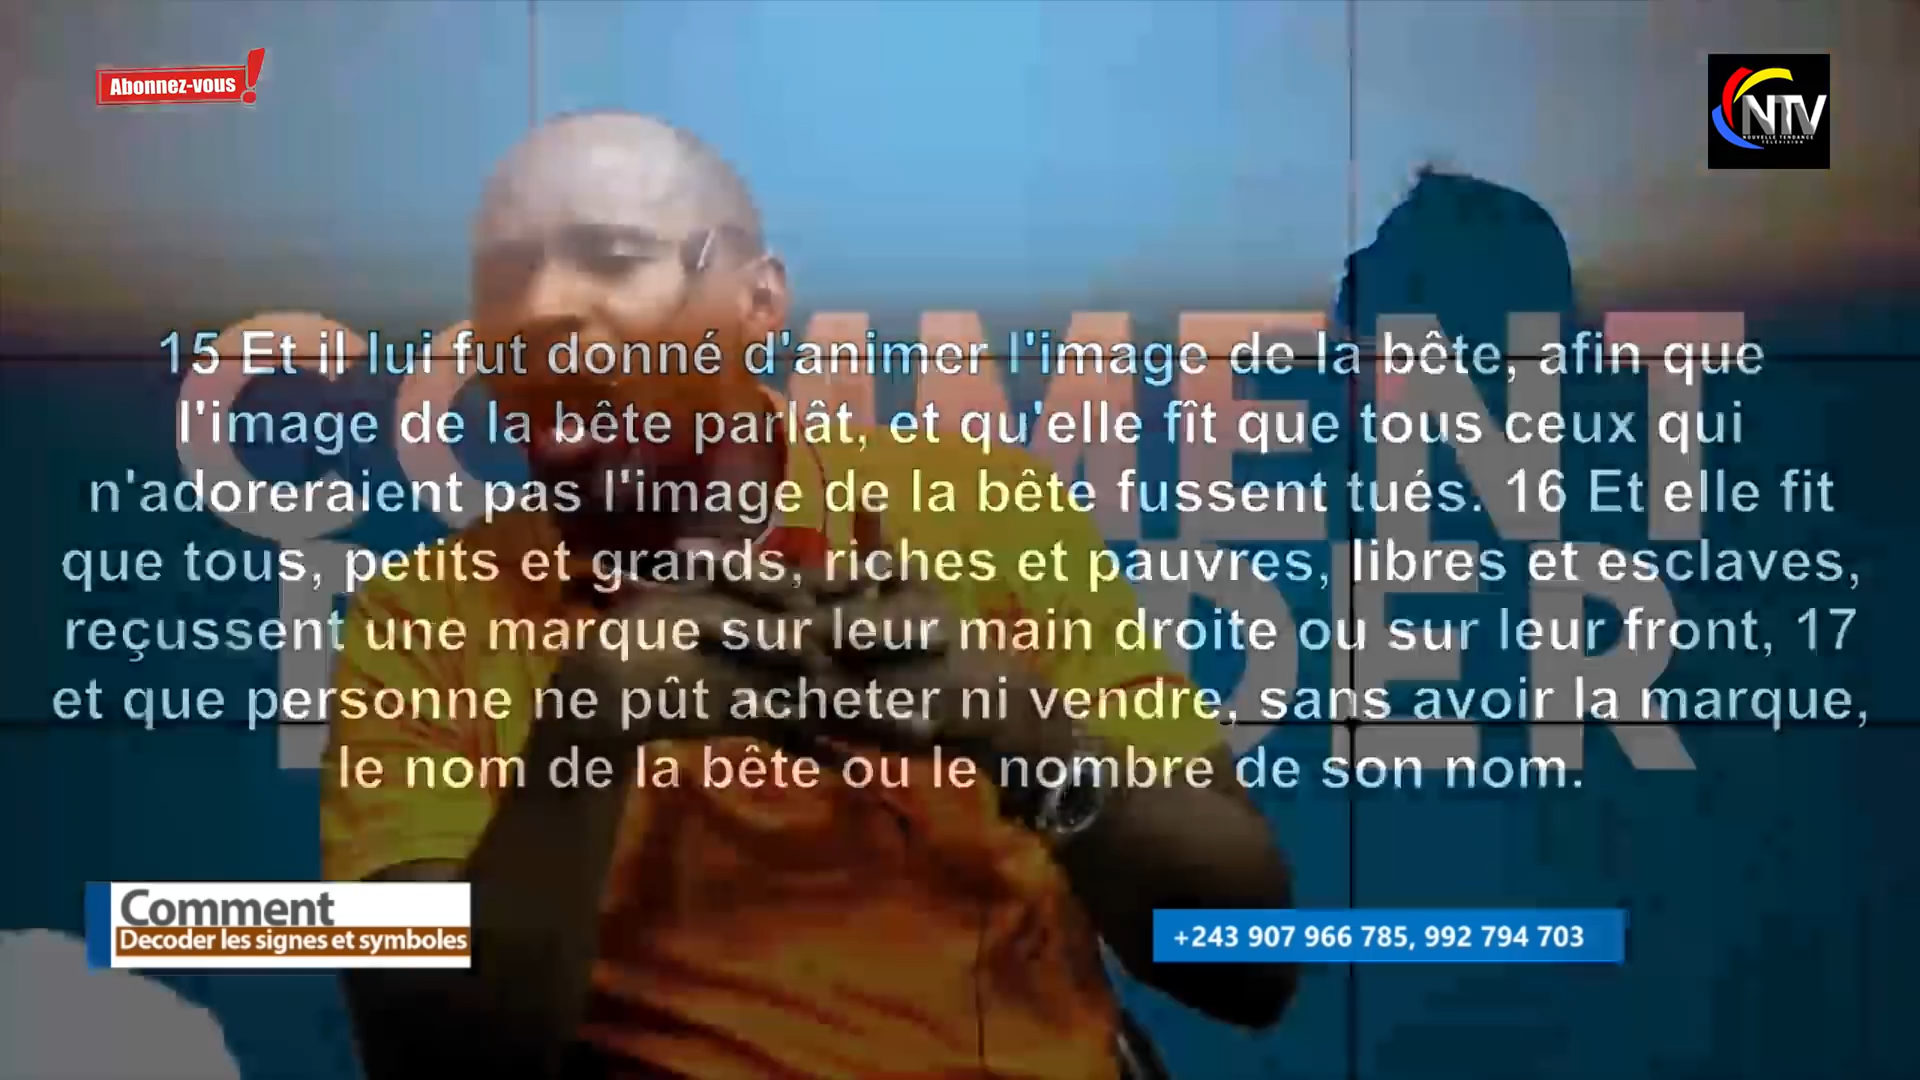 Abonnez-vous !
NTV
NOUVELLE TENDANCE
TELEVISION
COMMENT
DER
15 Et il lui fut donné d'animer l'image de la bête, afin que
l'image de la bête parlât, et qu'elle fît que tous ceux qui
n'adoreraient pas l'image de la bête fussent tués. 16 Et elle fit
que tous, petits et grands, riches et pauvres, libres et esclaves,
reçussent une marque sur leur main droite ou sur leur front, 17
et que personne ne pût acheter ni vendre, sans avoir la marque,
le nom de la bête ou le nombre de son nom.
Comment
Decoder les signes et symboles
+243 907 966 785, 992 794 703